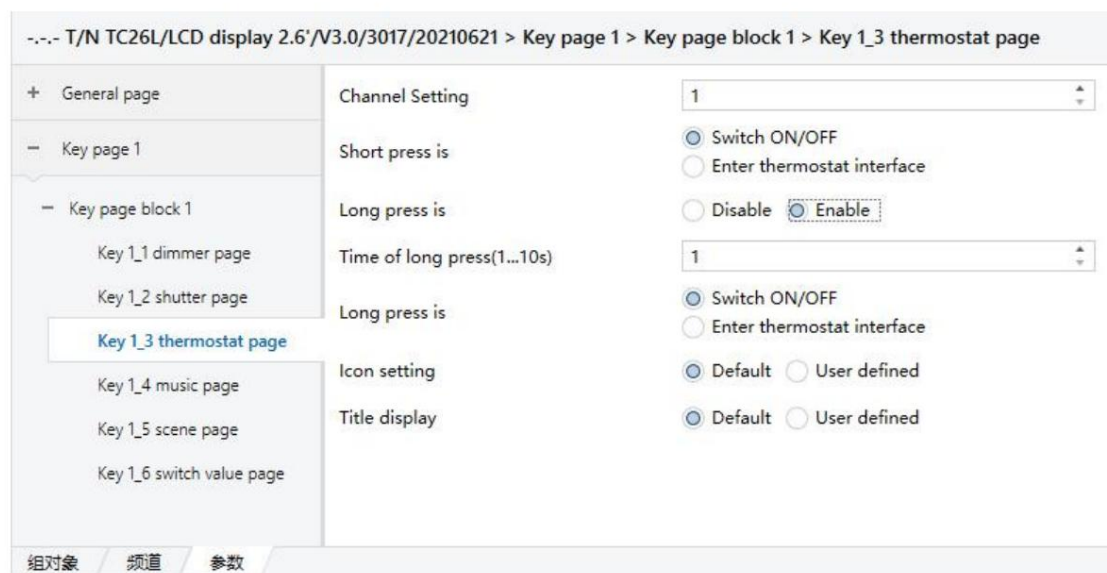 -.-.- T/N TC26L/LCD display 2.6'/V3.0/3017/20210621 > Key page 1 > Key page block 1 > Key 1_3 thermostat page
+ General page
− Key page 1
− Key page block 1
Key 1_1 dimmer page
Key 1_2 shutter page
Key 1_3 thermostat page
Key 1_4 music page
Key 1_5 scene page
Key 1_6 switch value page
Channel Setting 1
Short press is Switch ON/OFF
Enter thermostat interface
Long press is Disable Enable
Time of long press(1...10s) 1
Long press is Switch ON/OFF
Enter thermostat interface
Icon setting Default User defined
Title display Default User defined
组对象 频道 参数